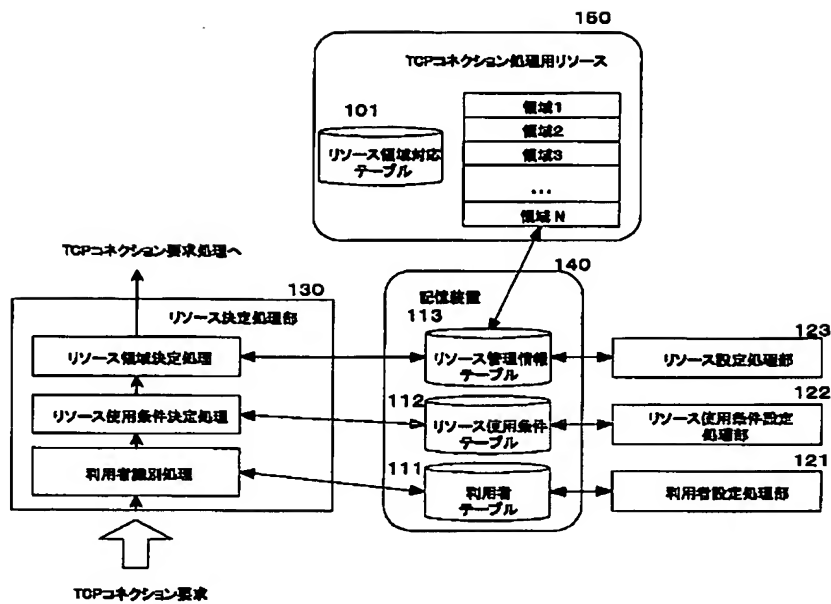 150
TCPコネクション処理用リソース
101
リソース領域対応
テーブル
領域1
領域2
領域3
...
領域 N
TCPコネクション要求処理へ
130
リソース決定処理部
リソース領域決定処理
リソース使用条件決定処理
利用者識別処理
TCPコネクション要求
140
記憶装置
113
リソース管理情報
テーブル
112
リソース使用条件
テーブル
111
利用者
テーブル
123
リソース設定処理部
122
リソース使用条件設定
処理部
121
利用者設定処理部